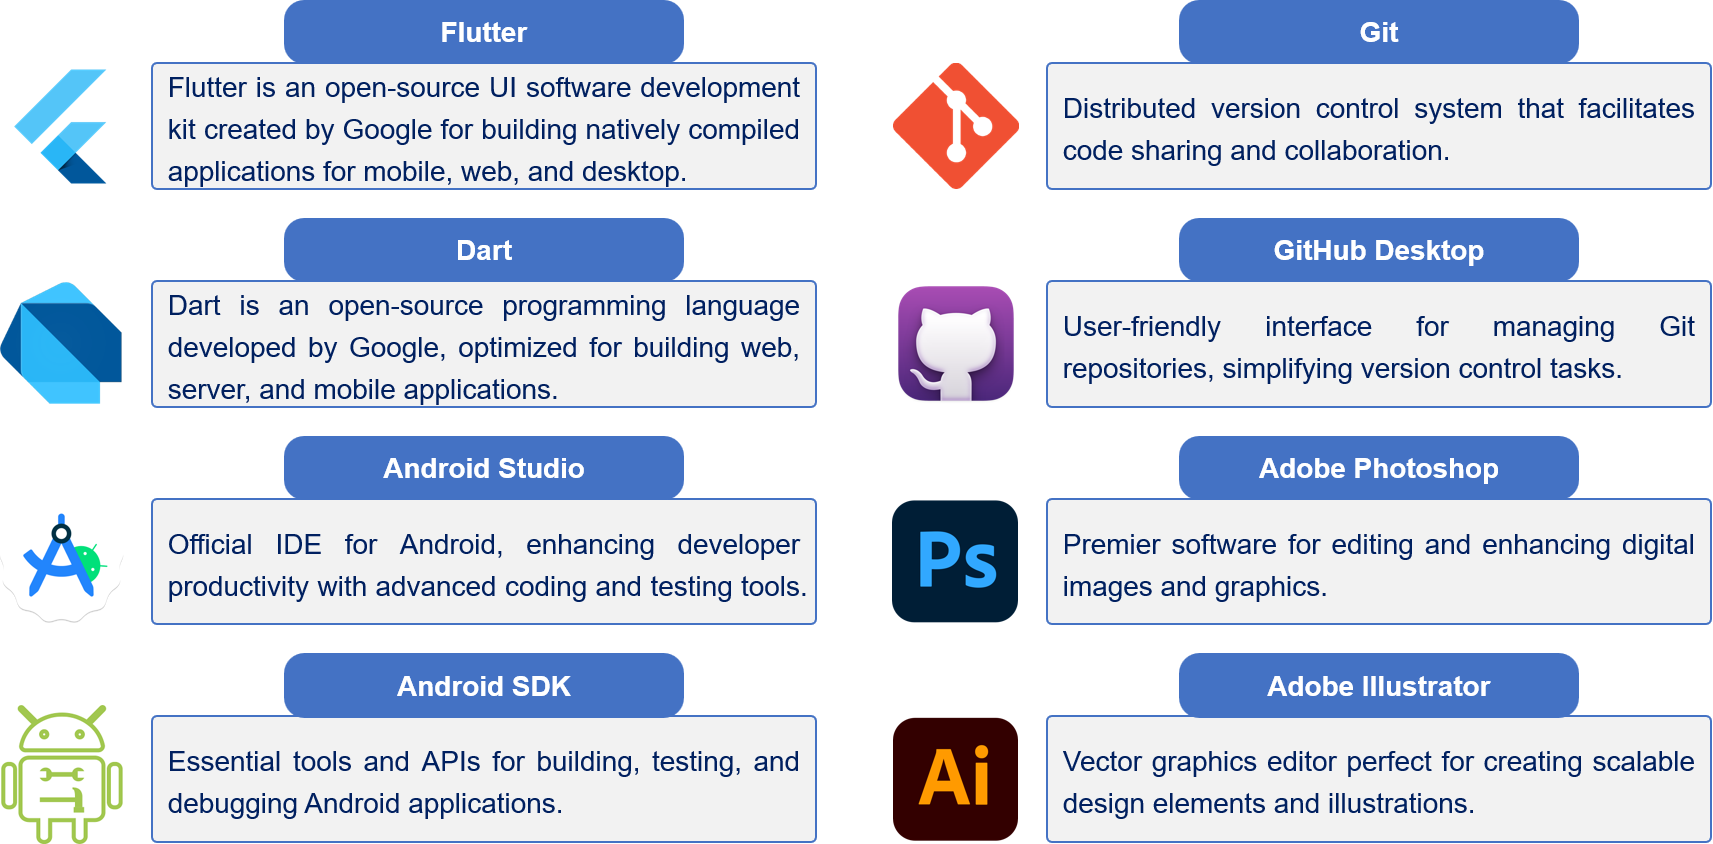 Flutter
Flutter is an open-source UI software development
kit created by Google for building natively compiled
applications for mobile, web, and desktop.
Dart
Dart is an open-source programming language
developed by Google, optimized for building web,
server, and mobile applications.
Android Studio
Official IDE for Android, enhancing developer
productivity with advanced coding and testing tools.
Android SDK
Essential tools and APIs for building, testing, and
debugging Android applications.
Git
Distributed version control system that facilitates
code sharing and collaboration.
GitHub Desktop
User-friendly interface for managing Git
repositories, simplifying version control tasks.
Adobe Photoshop
Ps
Premier software for editing and enhancing digital
images and graphics.
Adobe Illustrator
Ai
Vector graphics editor perfect for creating scalable
design elements and illustrations.